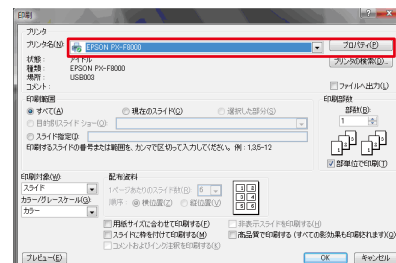 印刷
プリンタ
プリンタ名(N): EPSON PX-F8000 プロパティ(P)
状態: アイドル プリンタの検索(D)...
種類: EPSON PX-F8000
場所: USB003
コメント: ファイルへ出力(L)
印刷範囲 印刷部数
すべて(A) 現在のスライド(C) 選択した部分(S) 部数(B):
目的別スライド ショー(O): 1
スライド指定(I):
印刷するスライドの番号または範囲を、カンマで区切って入力してください。例: 1,3,5-12
部単位で印刷(T)
印刷対象(W): 配布資料
スライド 1ページあたりのスライド数(R): 6
カラー/グレースケール(G): 順序: 横位置(Z) 縦位置(V)
カラー
用紙サイズに合わせて印刷する(F) 非表示スライドを印刷する(H)
スライドに枠を付けて印刷する(M) 高品質で印刷する (すべての影効果も印刷されます)(Q)
コメントおよびインク注釈を印刷する(K)
プレビュー(E) OK キャンセル